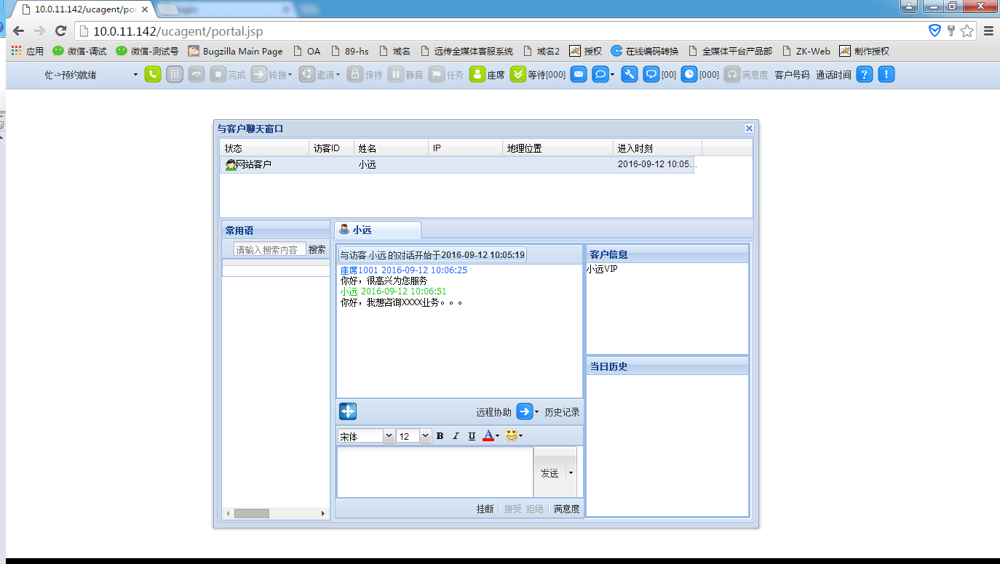 10.0.11.142/ucagent/po
10.0.11.142/ucagent/portal.jsp
应用 微信-调试 微信-测试号 Bugzilla Main Page OA 89-hs 域名 远传全媒体客服系统 域名2 授权 在线编码转换 全媒体平台产品部 ZK-Web 制作授权
忙->预约就绪 完成 转接 邀请 保持 静音 任务 座席 等待[000] [00] [000] 满意度 客户号码 通话时间
与客户聊天窗口
状态 访客ID 姓名 IP 地理位置 进入时刻
网站客户 小远 2016-09-12 10:05...
常用语 小远
请输入搜索内容 搜索
与访客 小远 的对话开始于2016-09-12 10:05:19
客户信息
座席1001 2016-09-12 10:06:25
小远VIP
你好，很高兴为您服务
小远 2016-09-12 10:06:51
你好，我想咨询XXXX业务。。。
当日历史
远程协助 历史记录
宋体 12 B I U A
发送
挂断 接受 拒绝 满意度